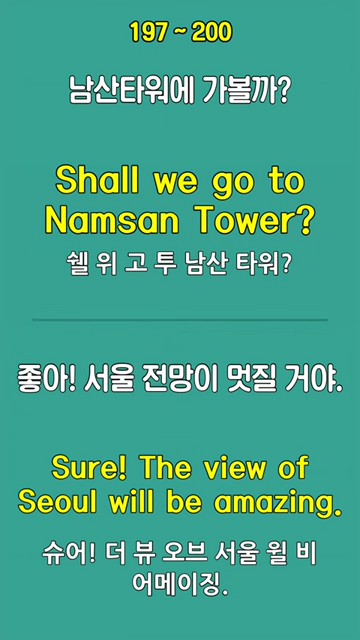 197 ~ 200
남산타워에 가볼까?
Shall we go to
Namsan Tower?
쉘 위 고 투 남산 타워?
좋아! 서울 전망이 멋질 거야.
Sure! The view of
Seoul will be amazing.
슈어! 더 뷰 오브 서울 윌 비
어메이징.